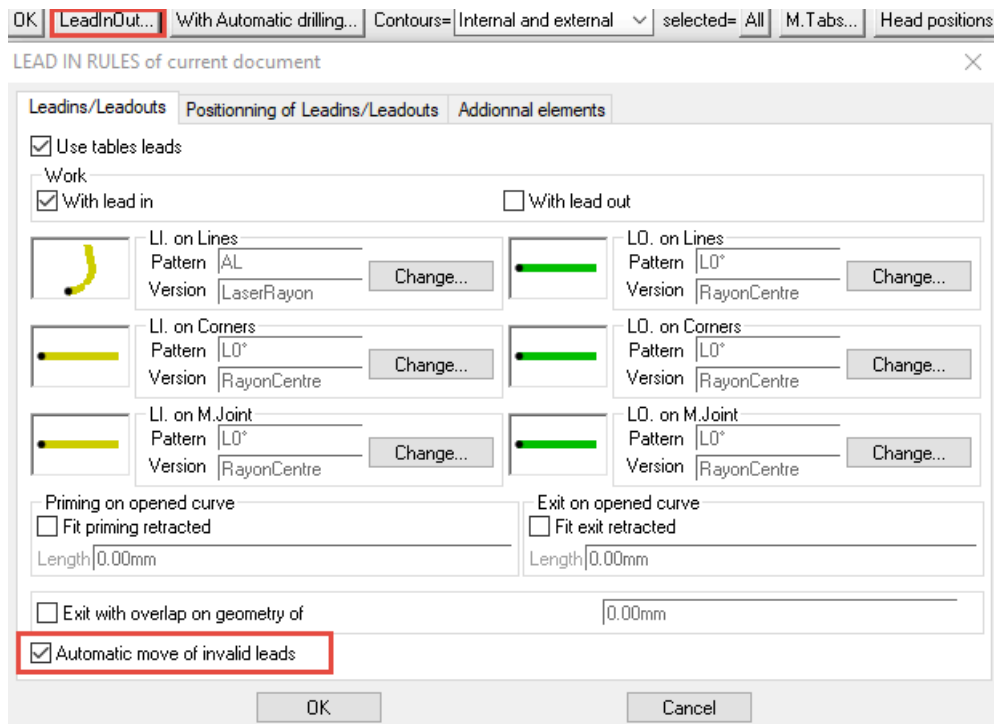 OK LeadInOut... With Automatic drilling... Contours= Internal and external selected= All M.Tabs... Head positions
LEAD IN RULES of current document
Leadins/Leadouts Positionning of Leadins/Leadout Addionnal elements
Use tables leads
Work
With lead in With lead out
LI. on Lines LO. on Lines
Pattern AL Change... Pattern L0° Change...
Version LaserRayon Version RayonCentre
LI. on Corners LO. on Corners
Pattern L0° Change... Pattern L0° Change...
Version RayonCentre Version RayonCentre
LI. on M.Joint LO. on M.Joint
Pattern L0° Change... Pattern L0° Change...
Version RayonCentre Version RayonCentre
Priming on opened curve Exit on opened curve
Fit priming retracted Fit exit retracted
Length 0.00mm Length 0.00mm
Exit with overlap on geometry of 0.00mm
Automatic move of invalid leads
OK Cancel